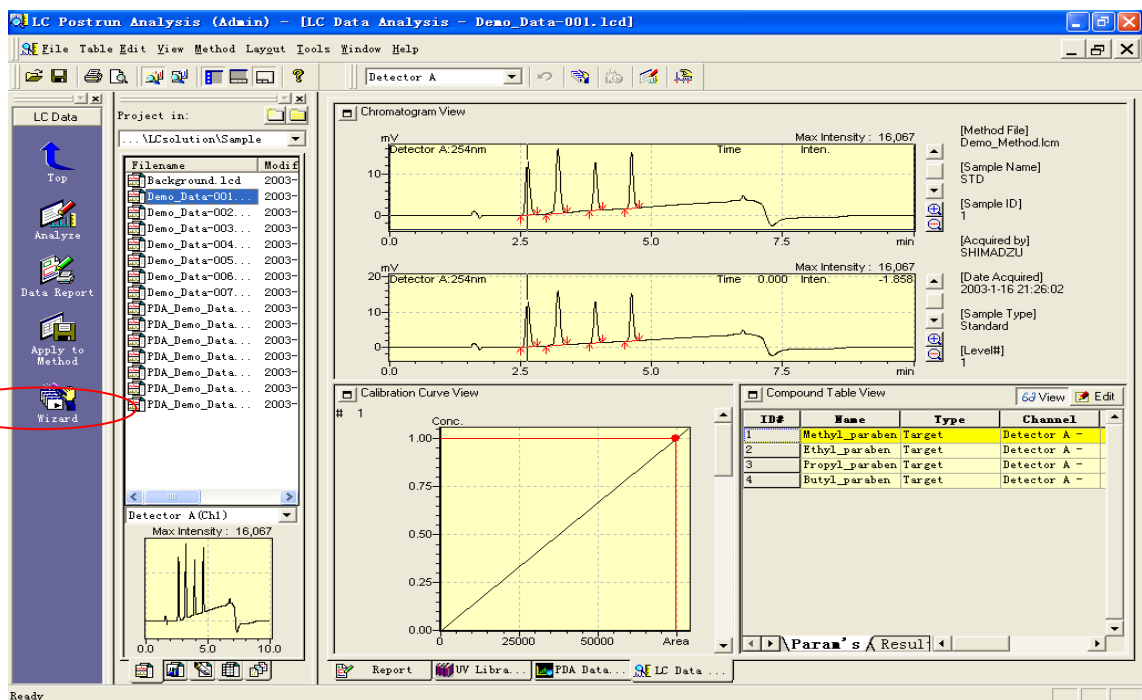 LC Postrun Analysis (Admin) - [LC Data Analysis - Demo_Data-001.lcd]
File Table Edit View Method Layout Tools Window Help
Detector A
LC Data
Top
Analyze
Data Report
Apply to
Method
Wizard
Project in:
...\LCsolution\Sample
Filename Modif
Background.lcd 2003-
Demo_Data-001... 2003-
Demo_Data-002... 2003-
Demo_Data-003... 2003-
Demo_Data-004... 2003-
Demo_Data-005... 2003-
Demo_Data-006... 2003-
Demo_Data-007... 2003-
PDA_Demo_Data... 2003-
PDA_Demo_Data... 2003-
PDA_Demo_Data... 2003-
PDA_Demo_Data... 2003-
PDA_Demo_Data... 2003-
PDA_Demo_Data... 2003-
PDA_Demo_Data... 2003-
Detector A(Ch1)
Max Intensity : 16,067
0.0 5.0 10.0
Chromatogram View
mV Max Intensity : 16,067
Detector A:254nm Time Inten.
10
0
0.0 2.5 5.0 7.5 min
mV Max Intensity : 16,067
20 Detector A:254nm Time 0.000 Inten. -1.858
10
0
0.0 2.5 5.0 7.5 min
[Method File]
Demo_Method.lcm
[Sample Name]
STD
[Sample ID]
1
[Acquired by]
SHIMADZU
[Date Acquired]
2003-1-16 21:26:02
[Sample Type]
Standard
[Level#]
1
Calibration Curve View
# 1
Conc.
1.00
0.75
0.50
0.25
0.00
0 25000 50000 Area
Compound Table View
View Edit
ID# Name Type Channel
1 Methyl_paraben Target Detector A -
2 Ethyl_paraben Target Detector A -
3 Propyl_paraben Target Detector A -
4 Butyl_paraben Target Detector A -
Param's Resul
Report UV Libra... PDA Data... LC Data ...
Ready